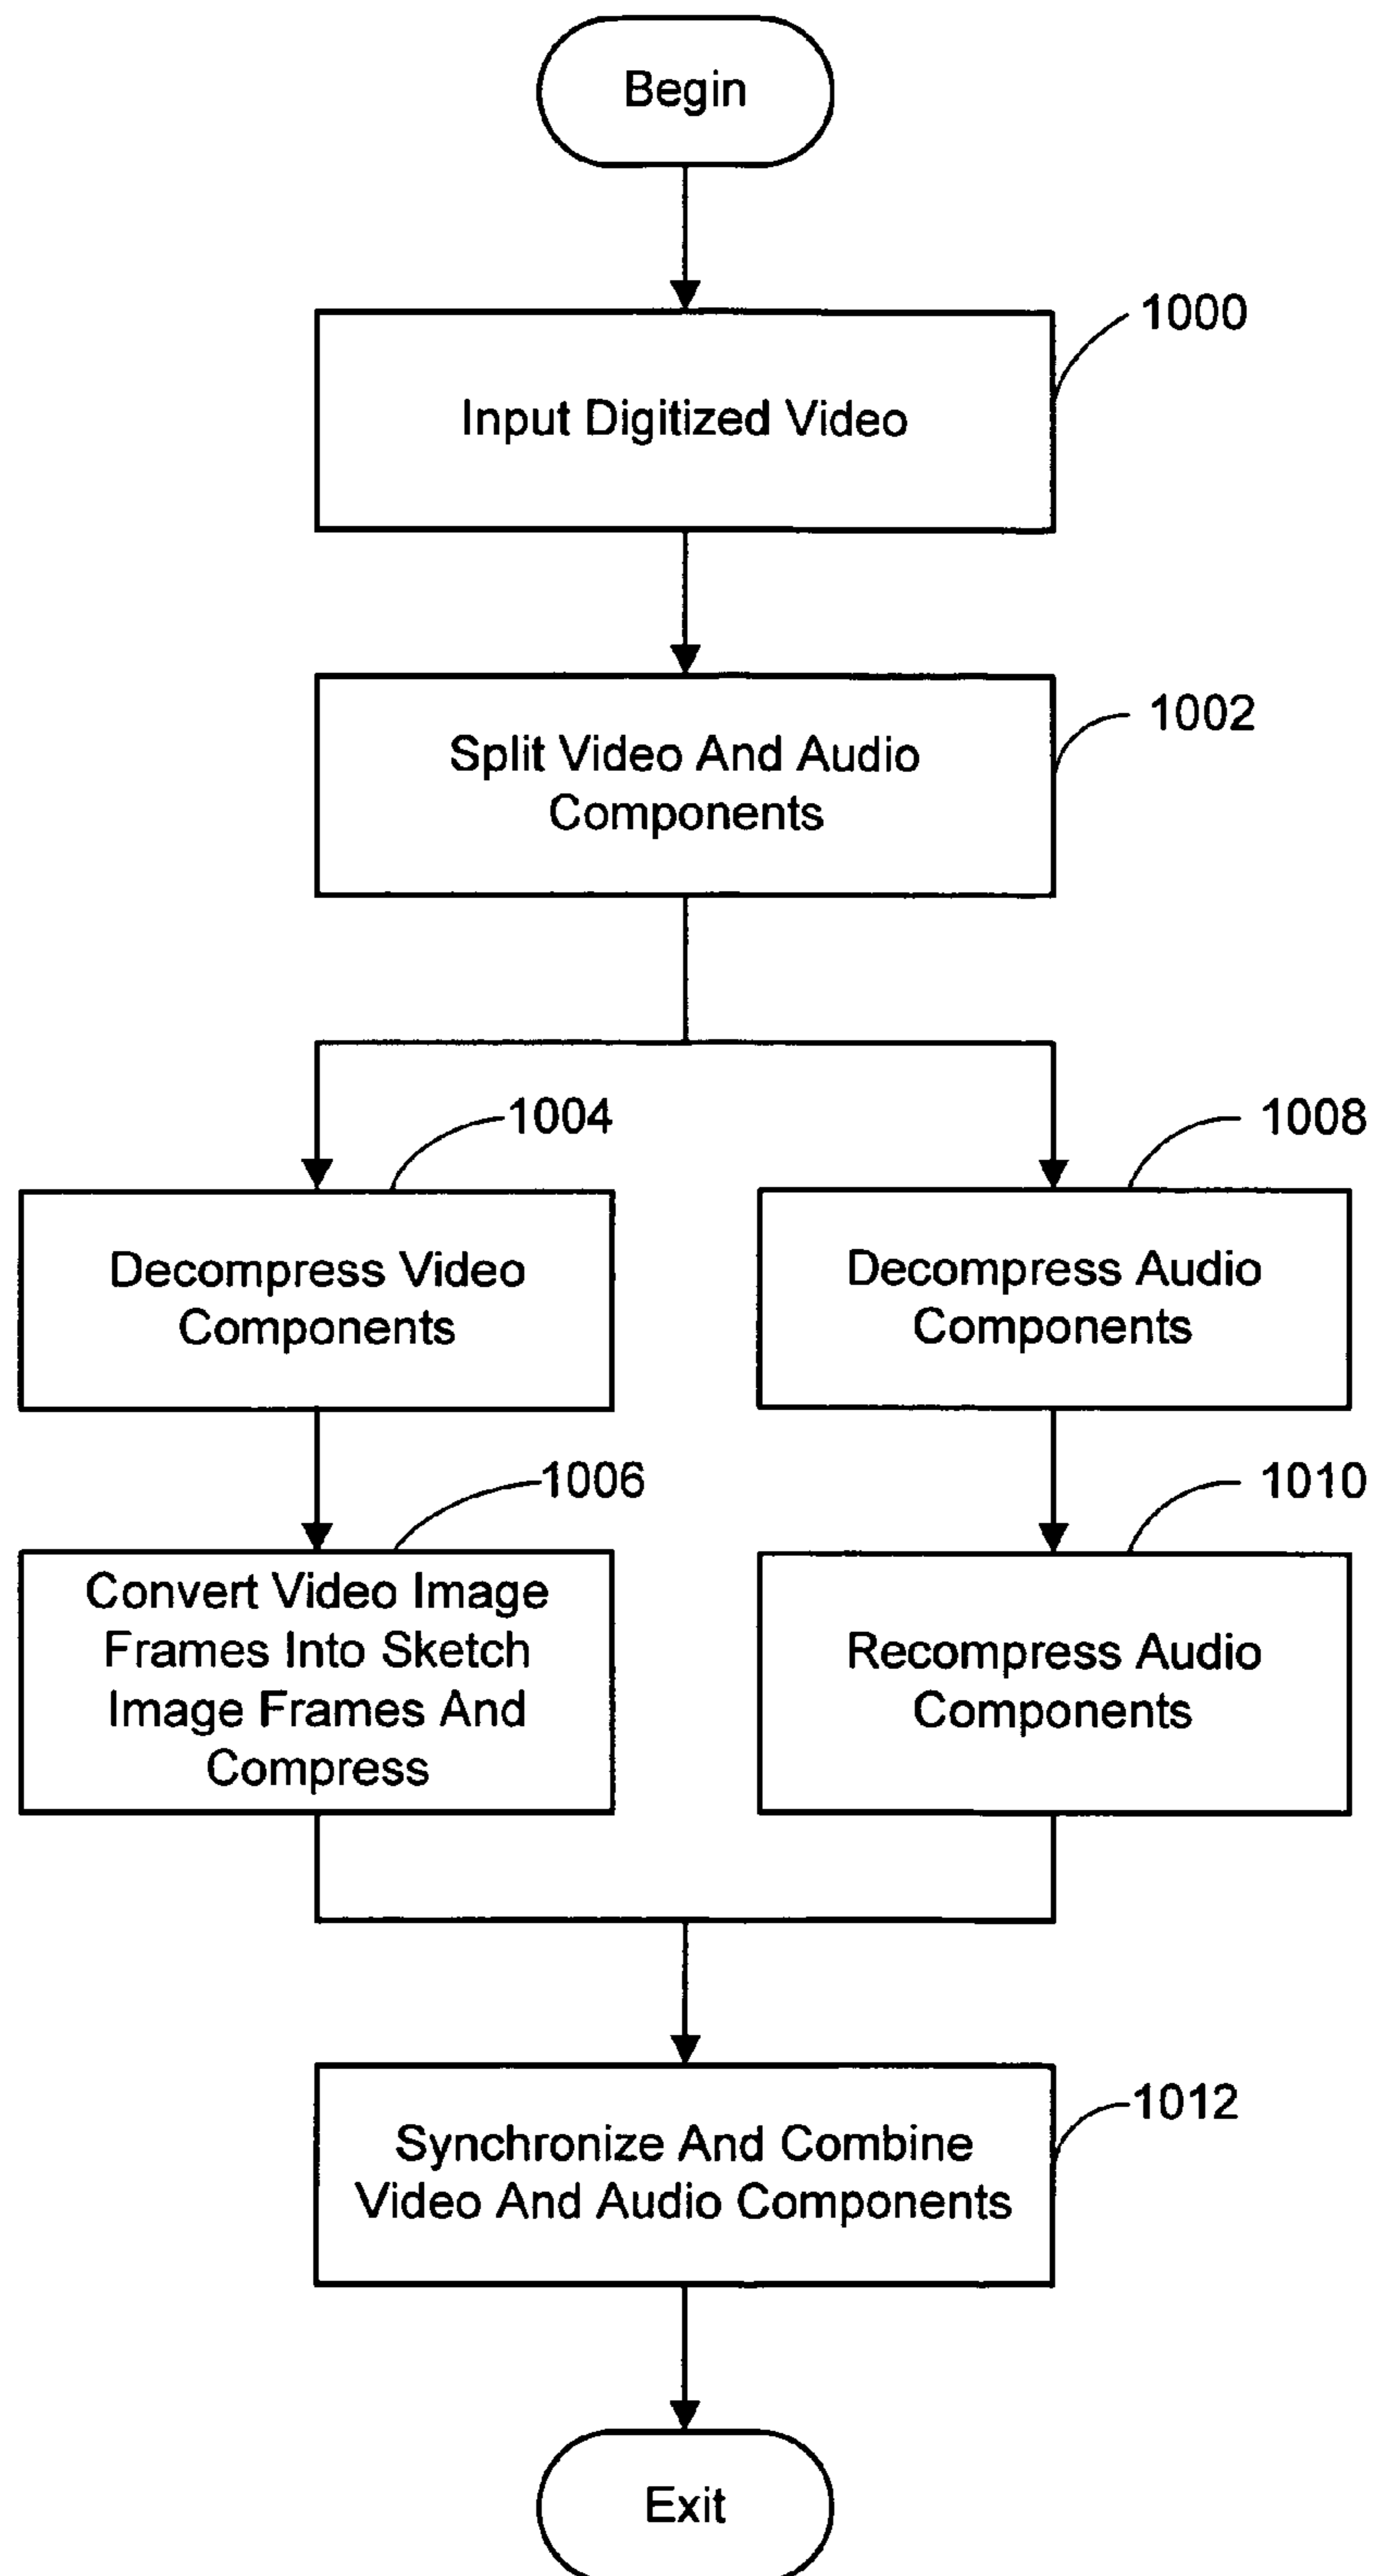 Begin
1000
Input Digitized Video
1002
Split Video And Audio
Components
1004
Decompress Video
Components
1008
Decompress Audio
Components
1006
Convert Video Image
Frames Into Sketch
Image Frames And
Compress
1010
Recompress Audio
Components
1012
Synchronize And Combine
Video And Audio Components
Exit